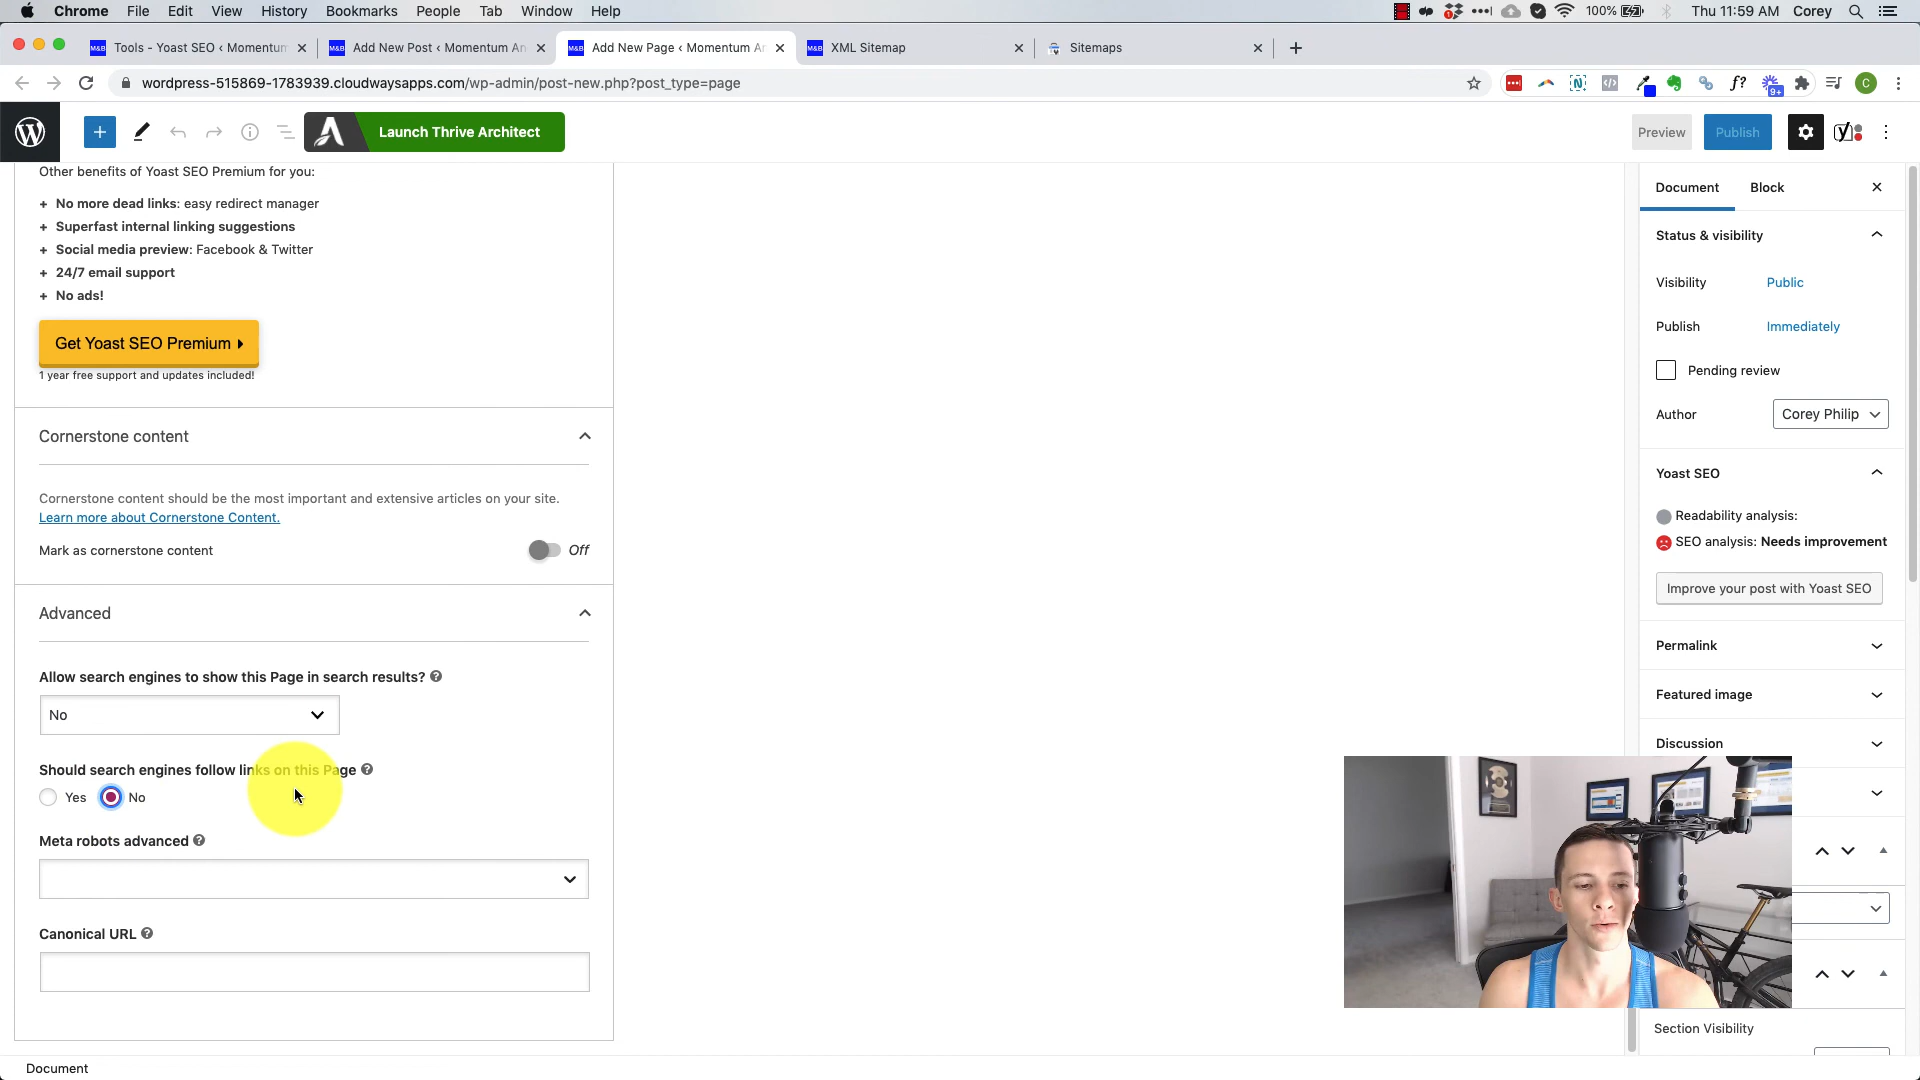 Chrome File Edit View History Bookmarks People Tab Window Help 100% Thu 11:59 AM Corey
Tools - Yoast SEO ‹ Momentum
Add New Post ‹ Momentum An
Add New Page ‹ Momentum An
XML Sitemap
Sitemaps
wordpress-515869-1783939.cloudwaysapps.com/wp-admin/post-new.php?post_type=page
Launch Thrive Architect
Preview
Publish
Other benefits of Yoast SEO Premium for you:
+ No more dead links: easy redirect manager
+ Superfast internal linking suggestions
+ Social media preview: Facebook & Twitter
+ 24/7 email support
+ No ads!
Get Yoast SEO Premium
1 year free support and updates included!
Cornerstone content
Cornerstone content should be the most important and extensive articles on your site.
Learn more about Cornerstone Content.
Mark as cornerstone content Off
Advanced
Allow search engines to show this Page in search results?
No
Should search engines follow links on this Page
Yes No
Meta robots advanced
Canonical URL
Document
Document Block
Status & visibility
Visibility Public
Publish Immediately
Pending review
Author Corey Philip
Yoast SEO
Readability analysis:
SEO analysis: Needs improvement
Improve your post with Yoast SEO
Permalink
Featured image
Discussion
Section Visibility